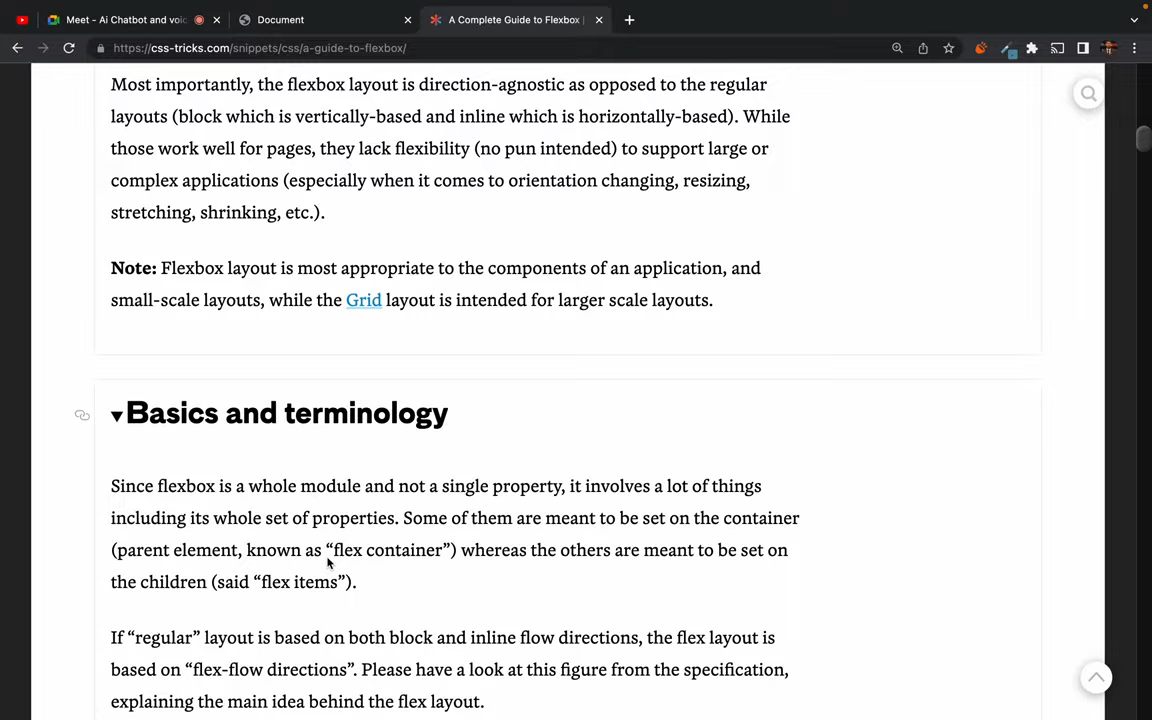 Meet - Ai Chatbot and voic
Document
A Complete Guide to Flexbox |
https://css-tricks.com/snippets/css/a-guide-to-flexbox/
Most importantly, the flexbox layout is direction-agnostic as opposed to the regular
layouts (block which is vertically-based and inline which is horizontally-based). While
those work well for pages, they lack flexibility (no pun intended) to support large or
complex applications (especially when it comes to orientation changing, resizing,
stretching, shrinking, etc.).
Note: Flexbox layout is most appropriate to the components of an application, and
small-scale layouts, while the Grid layout is intended for larger scale layouts.
Basics and terminology
Since flexbox is a whole module and not a single property, it involves a lot of things
including its whole set of properties. Some of them are meant to be set on the container
(parent element, known as “flex container”) whereas the others are meant to be set on
the children (said “flex items”).
If “regular” layout is based on both block and inline flow directions, the flex layout is
based on “flex-flow directions”. Please have a look at this figure from the specification,
explaining the main idea behind the flex layout.